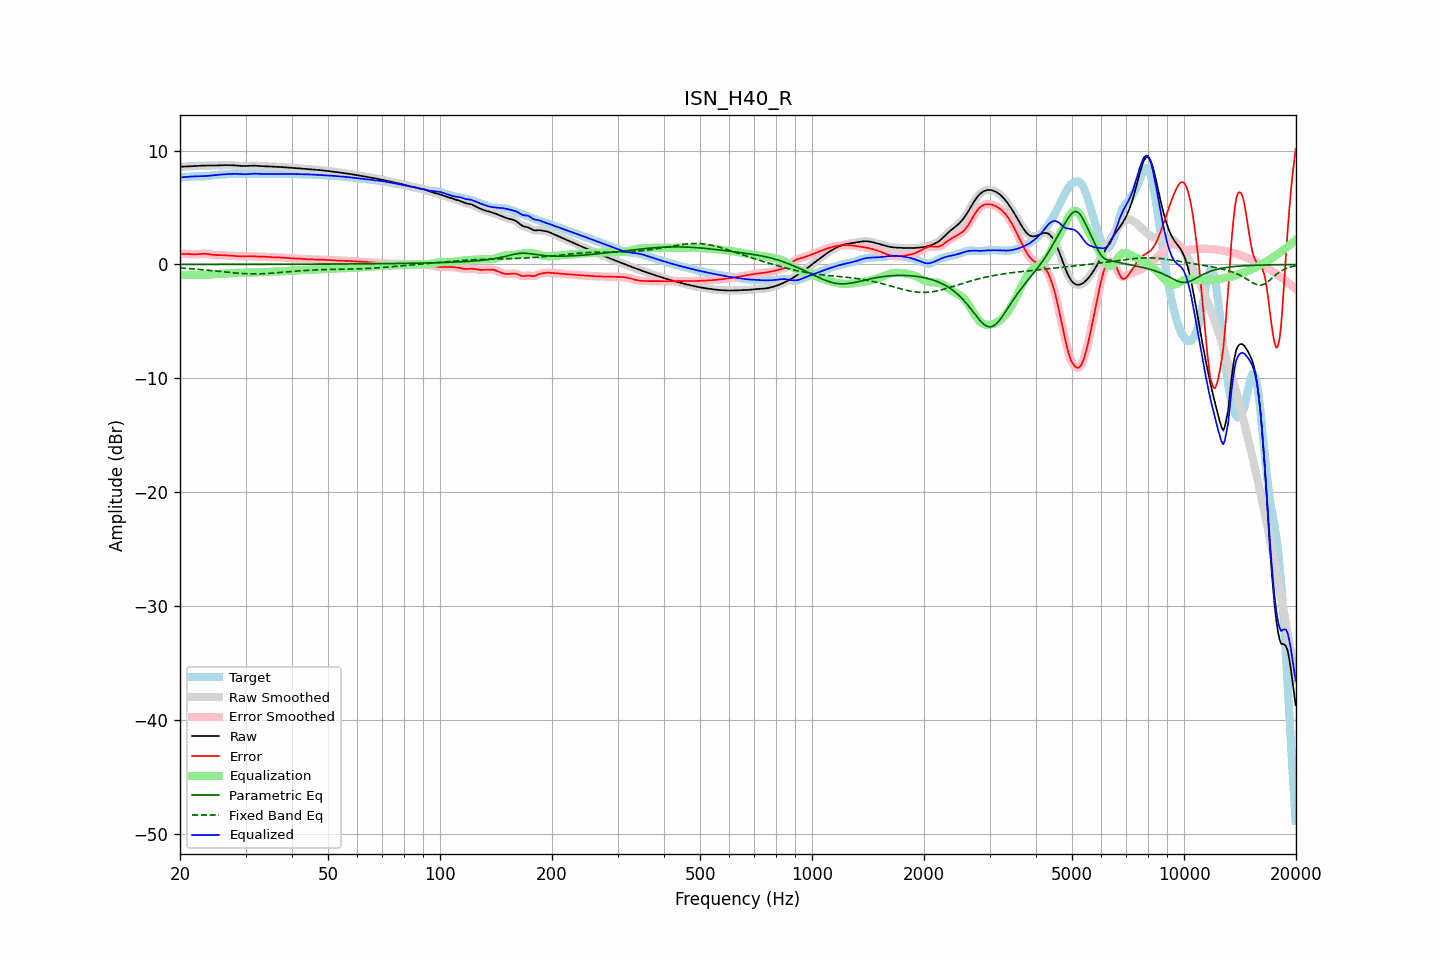 ISN_H40_R
10
0
−10
−20
−30
−40
−50
Amplitude (dBr)
Target
Raw Smoothed
Error Smoothed
Raw
Error
Equalization
Parametric Eq
Fixed Band Eq
Equalized
20
50
100
200
500
1000
2000
5000
10000
20000
Frequency (Hz)